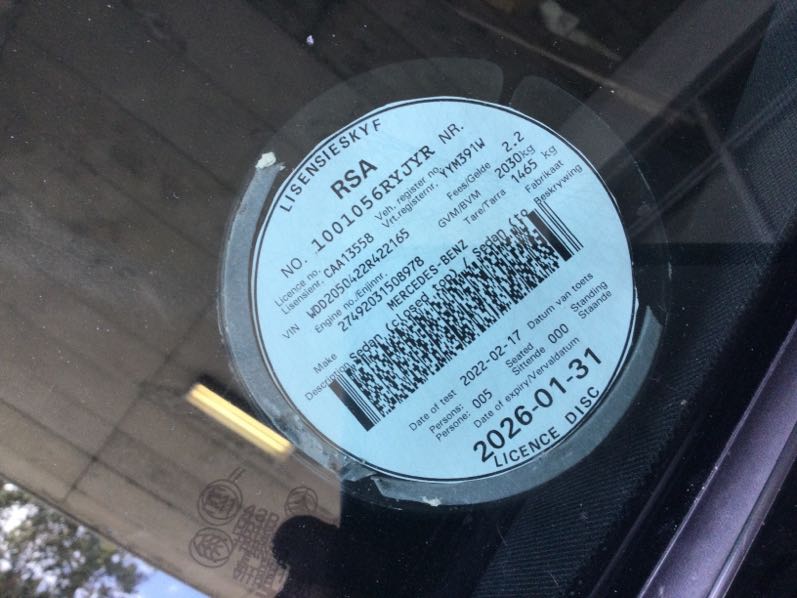 LISENSIESKYF
RSA
NO. 1001056RYJYR NR.
Licence no. CAA13558 Veh. register no. YYM391W
Lisensienr. Vrt.registernr.
VIN WDD2050422R422165 Fees/Gelde 2.2
Engine no./Enjinnr. GVM/BVM 2030kg
27492031508978 Tare/Tarra 1465 kg
Make MERCEDES-BENZ Fabrikaat
Description Sedan (closed top) / Sedan (to Beskrywing
Date of test 2022-02-17 Datum van toets
Persons: 005 Seated 000 Standing
Persone: Sittende Staande
Date of expiry/Vervaldatum
2026-01-31
LICENCE DISC